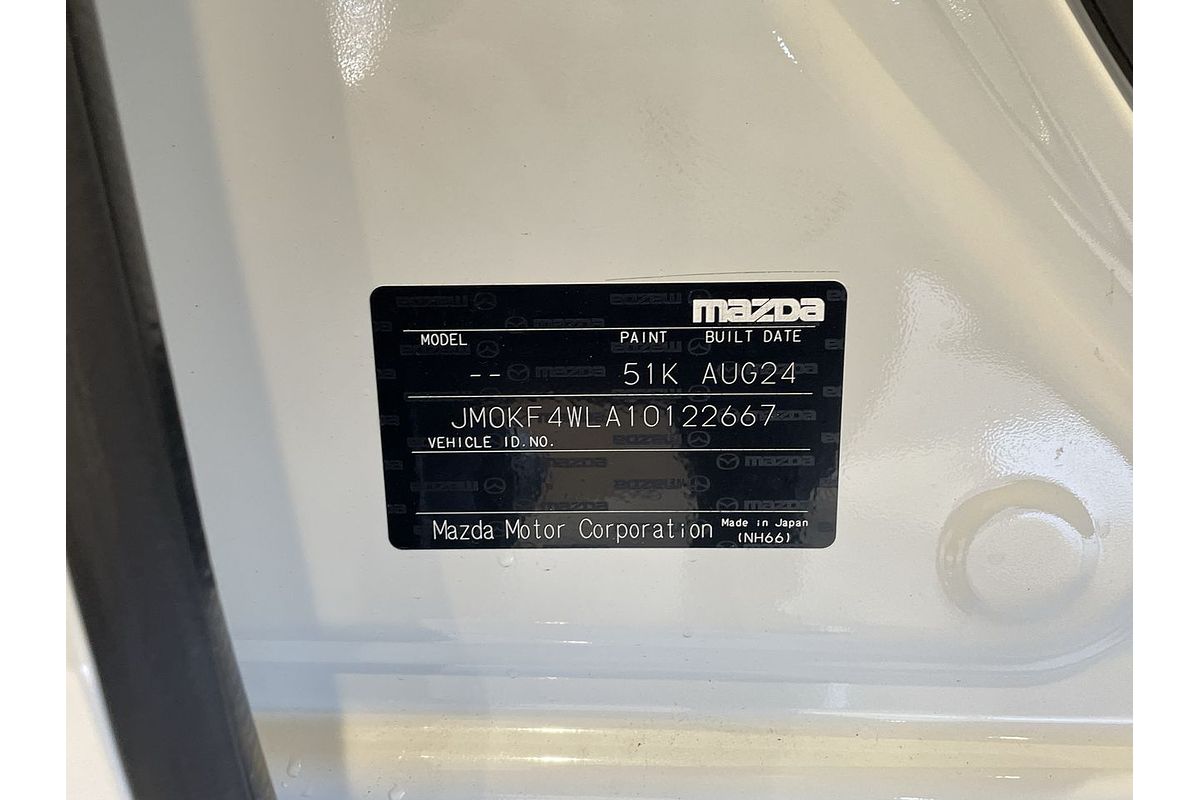 mazda
MODEL PAINT BUILT DATE
-- 51K AUG24
JM0KF4WLA10122667
VEHICLE ID.NO.
Mazda Motor Corporation Made in Japan
(NH66)